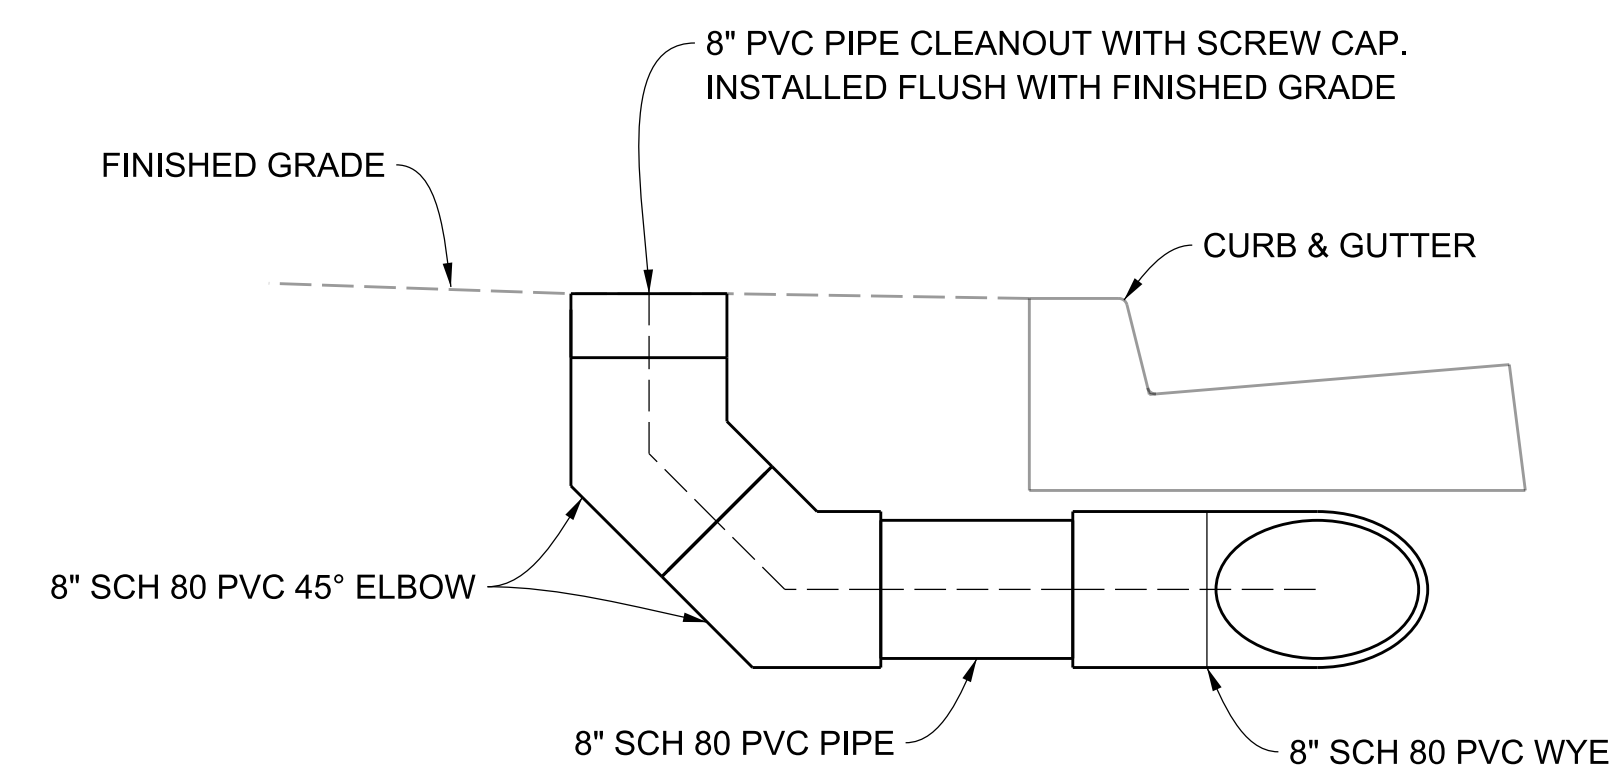 8" PVC PIPE CLEANOUT WITH SCREW CAP.
INSTALLED FLUSH WITH FINISHED GRADE
FINISHED GRADE
CURB & GUTTER
8" SCH 80 PVC 45° ELBOW
8" SCH 80 PVC PIPE
8" SCH 80 PVC WYE